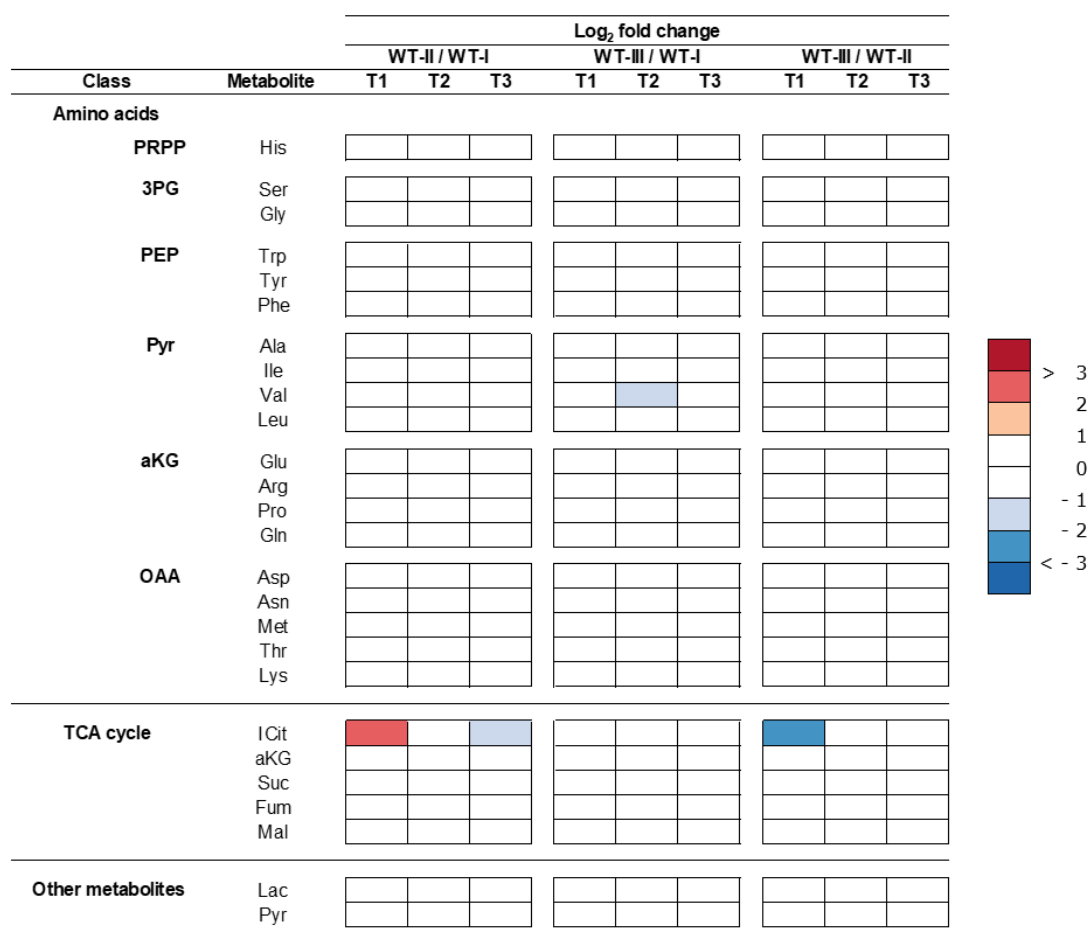 Log₂ fold change
WT-II / WT-I WT-III / WT-I WT-III / WT-II
Class Metabolite T1 T2 T3 T1 T2 T3 T1 T2 T3
Amino acids
PRPP His
3PG Ser
Gly
PEP Trp
Tyr
Phe
Pyr Ala
Ile
Val
Leu
aKG Glu
Arg
Pro
Gln
OAA Asp
Asn
Met
Thr
Lys
TCA cycle ICit
aKG
Suc
Fum
Mal
Other metabolites Lac
Pyr
> 3
2
1
0
- 1
- 2
< - 3